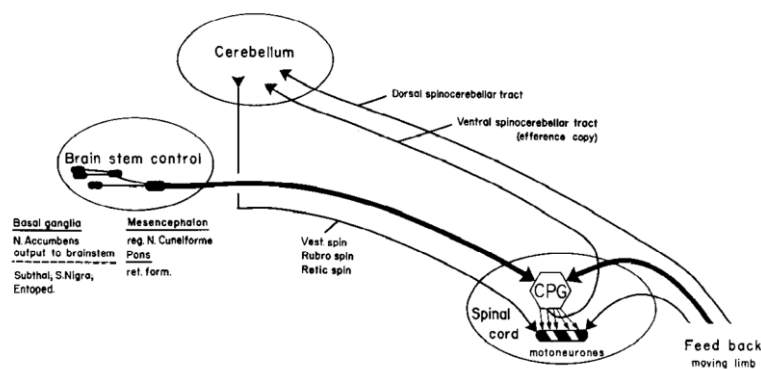 Cerebellum
Dorsal spinocerebellar tract
Ventral spinocerebellar tract
(efference copy)
Brain stem control
Basal ganglia
N. Accumbens
output to brainstem
Subthal, S.Nigra,
Entoped.
Mesencephalon
reg. N. Cuneiforme
Pons
ret. form.
Vest. spin
Rubro spin
Retic spin
CPG
Spinal
cord
motoneurones
Feed back
moving limb